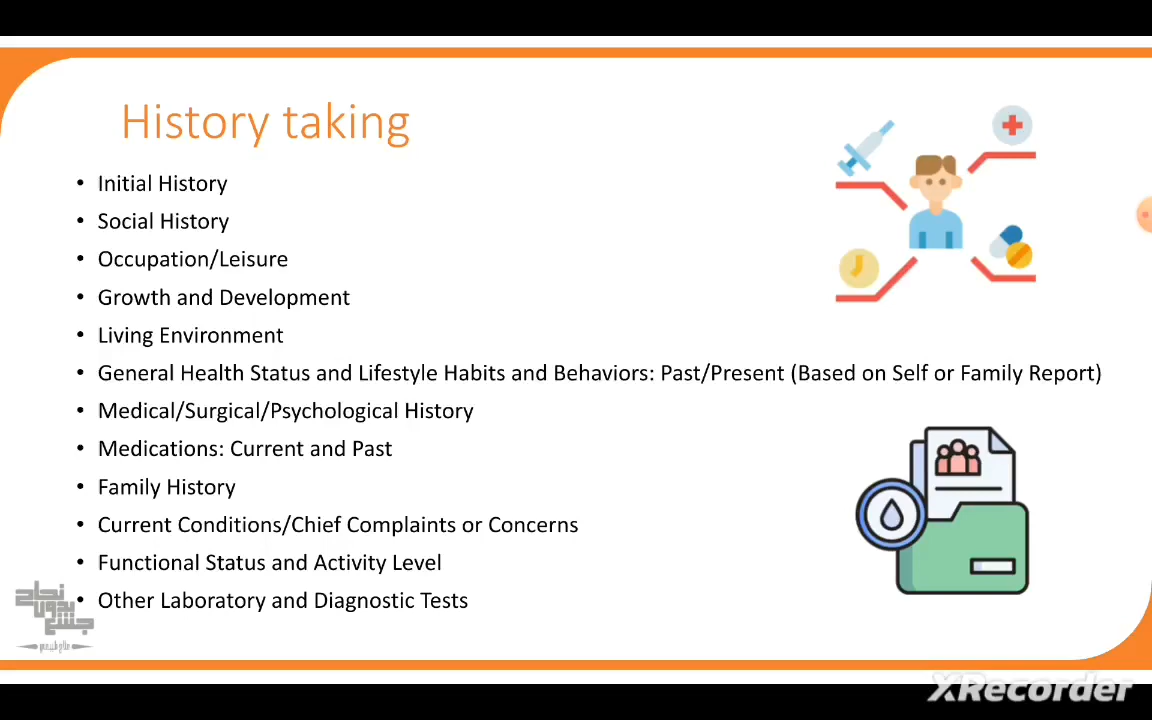 History taking
• Initial History
• Social History
• Occupation/Leisure
• Growth and Development
• Living Environment
• General Health Status and Lifestyle Habits and Behaviors: Past/Present (Based on Self or Family Report)
• Medical/Surgical/Psychological History
• Medications: Current and Past
• Family History
• Current Conditions/Chief Complaints or Concerns
• Functional Status and Activity Level
• Other Laboratory and Diagnostic Tests
XRecorder